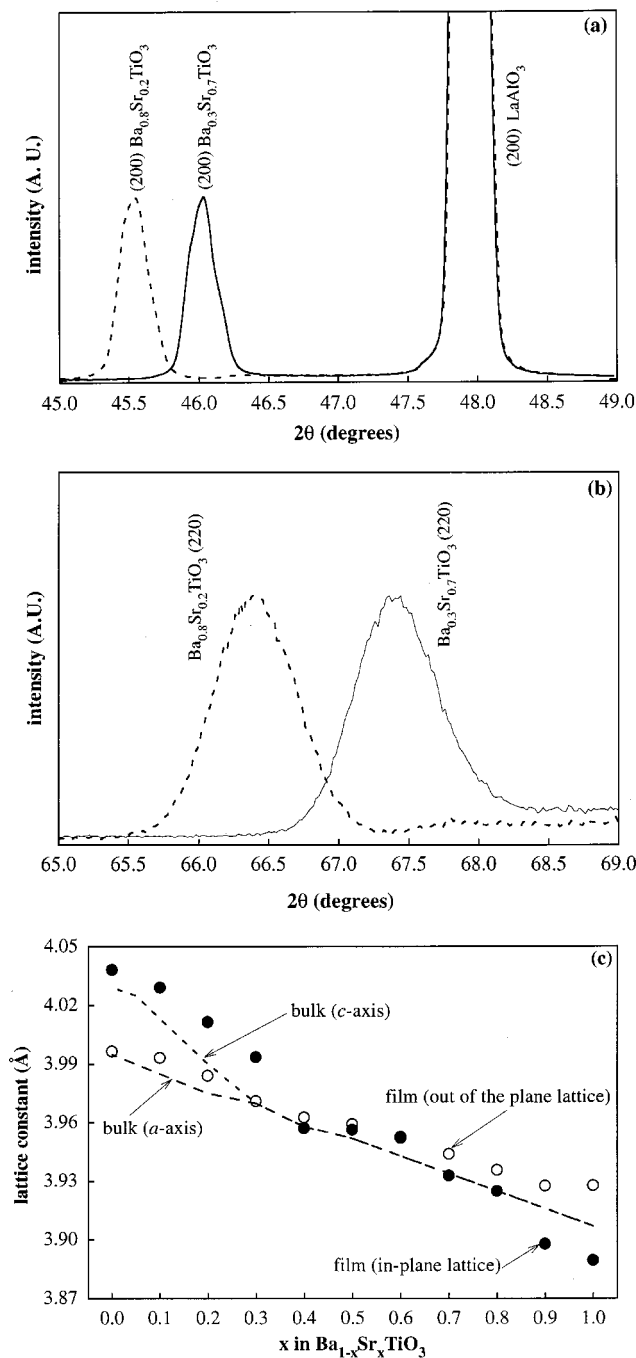 (a)
(200) Ba0.8Sr0.2TiO3
(200) Ba0.3Sr0.7TiO3
(200) LaAlO3
intensity (A. U.)
45.0 45.5 46.0 46.5 47.0 47.5 48.0 48.5 49.0
2θ (degrees)
(b)
Ba0.8Sr0.2TiO3 (220)
Ba0.3Sr0.7TiO3 (220)
intensity (A.U.)
65.0 65.5 66.0 66.5 67.0 67.5 68.0 68.5 69.0
2θ (degrees)
(c)
4.05
4.02
3.99
3.96
3.93
3.90
3.87
lattice constant (Å)
bulk (c-axis)
bulk (a-axis)
film (out of the plane lattice)
film (in-plane lattice)
0.0 0.1 0.2 0.3 0.4 0.5 0.6 0.7 0.8 0.9 1.0
x in Ba1-xSrxTiO3